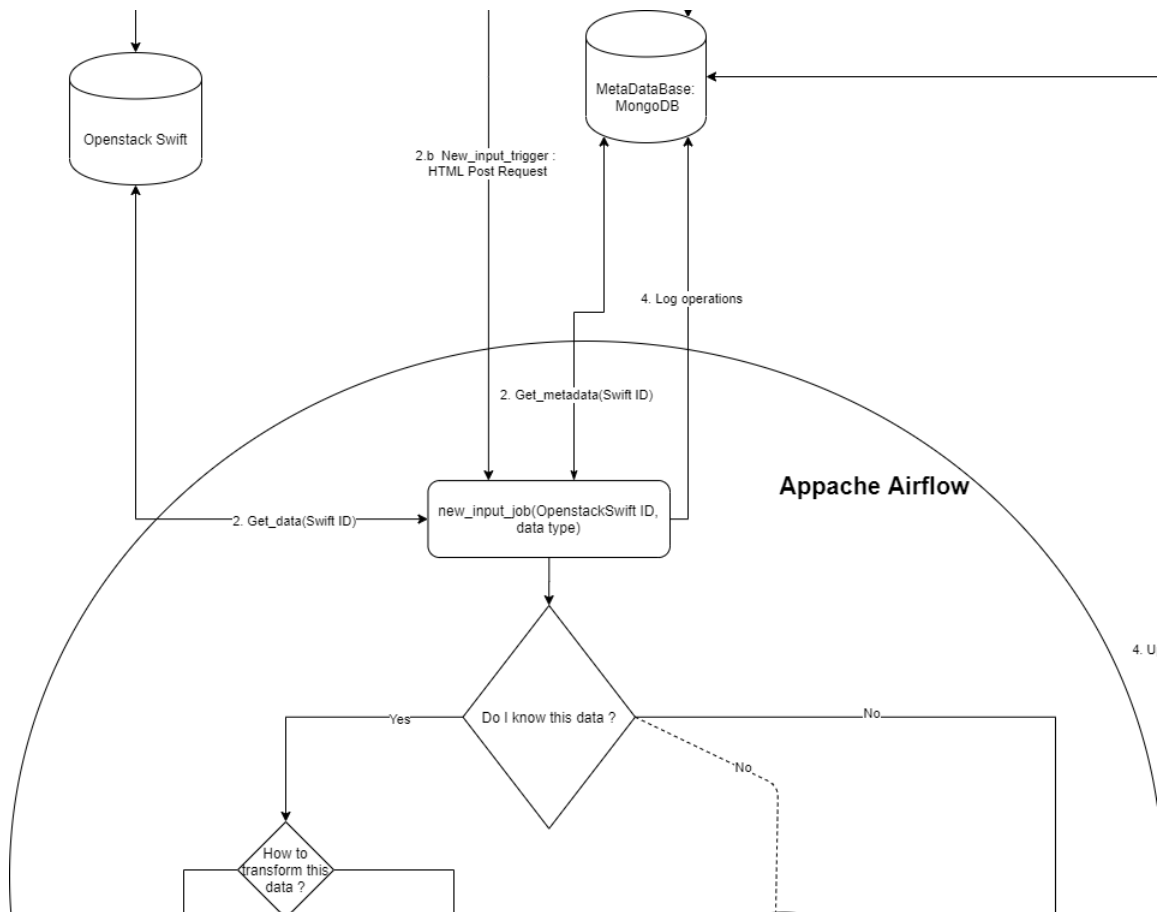 MetaDataBase:
MongoDB
Openstack Swift
2.b  New_input_trigger :
HTML Post Request
4. Log operations
2. Get_metadata(Swift ID)
Appache Airflow
new_input_job(OpenstackSwift ID,
data type)
2. Get_data(Swift ID)
4. U
Do I know this data ?
Yes
No
No
How to
transform this
data ?